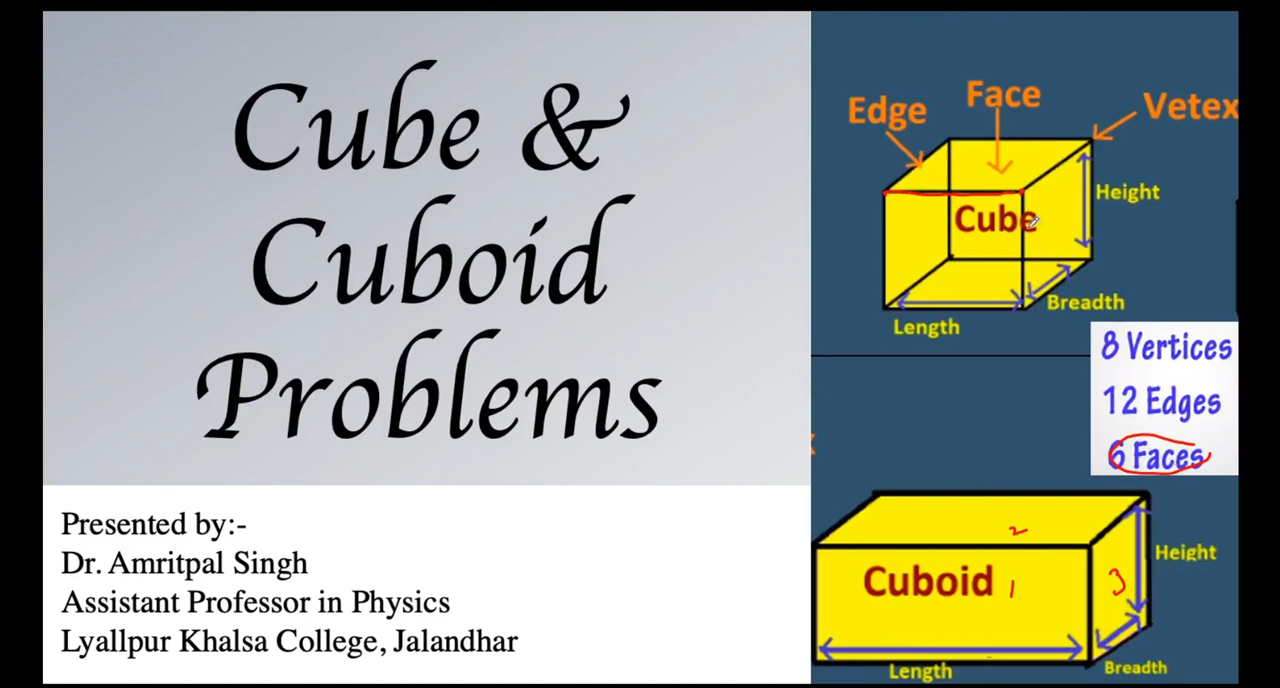 Cube &
Cuboid
Problems
Presented by:-
Dr. Amritpal Singh
Assistant Professor in Physics
Lyallpur Khalsa College, Jalandhar
Edge
Face
Vetex
Cube
Height
Breadth
Length
8 Vertices
12 Edges
6 Faces
2
Cuboid 1
3
Height
Length
Breadth